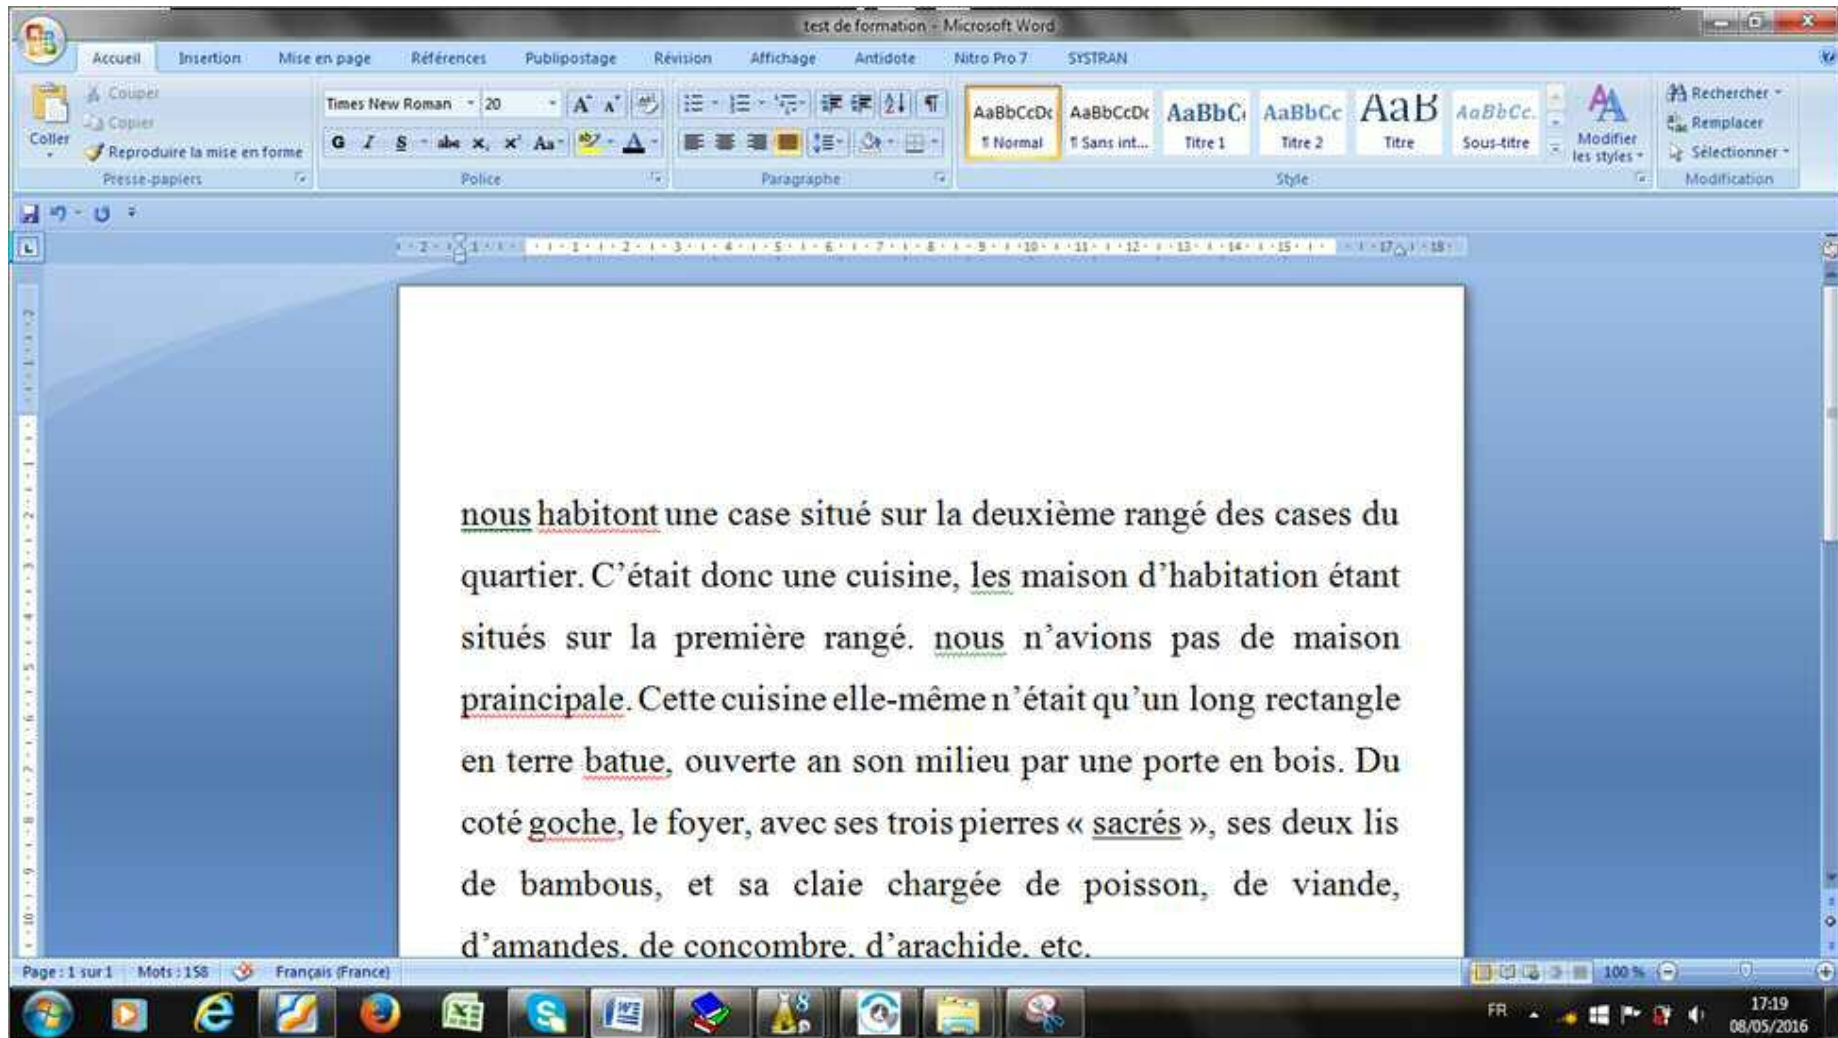 test de formation - Microsoft Word
Accueil Insertion Mise en page Références Publipostage Révision Affichage Antidote Nitro Pro 7 SYSTRAN
Coller
Couper
Copier
Reproduire la mise en forme
Presse-papiers
Times New Roman 20
G I S abc x, x² Aa A
Police
Paragraphe
AaBbCcDc AaBbCcDc AaBbC AaBbCc AaB AaBbCc.
¶ Normal ¶ Sans int... Titre 1 Titre 2 Titre Sous-titre
Modifier les styles
Style
Rechercher
Remplacer
Sélectionner
Modification
nous habitont une case situé sur la deuxième rangé des cases du
quartier. C’était donc une cuisine, les maison d’habitation étant
situés sur la première rangé. nous n’avions pas de maison
praincipale. Cette cuisine elle-même n’était qu’un long rectangle
en terre batue, ouverte an son milieu par une porte en bois. Du
coté goche, le foyer, avec ses trois pierres « sacrés », ses deux lis
de bambous, et sa claie chargée de poisson, de viande,
d’amandes, de concombre, d’arachide, etc.
Page : 1 sur 1 Mots : 158 Français (France) 100 %
FR 17:19
08/05/2016